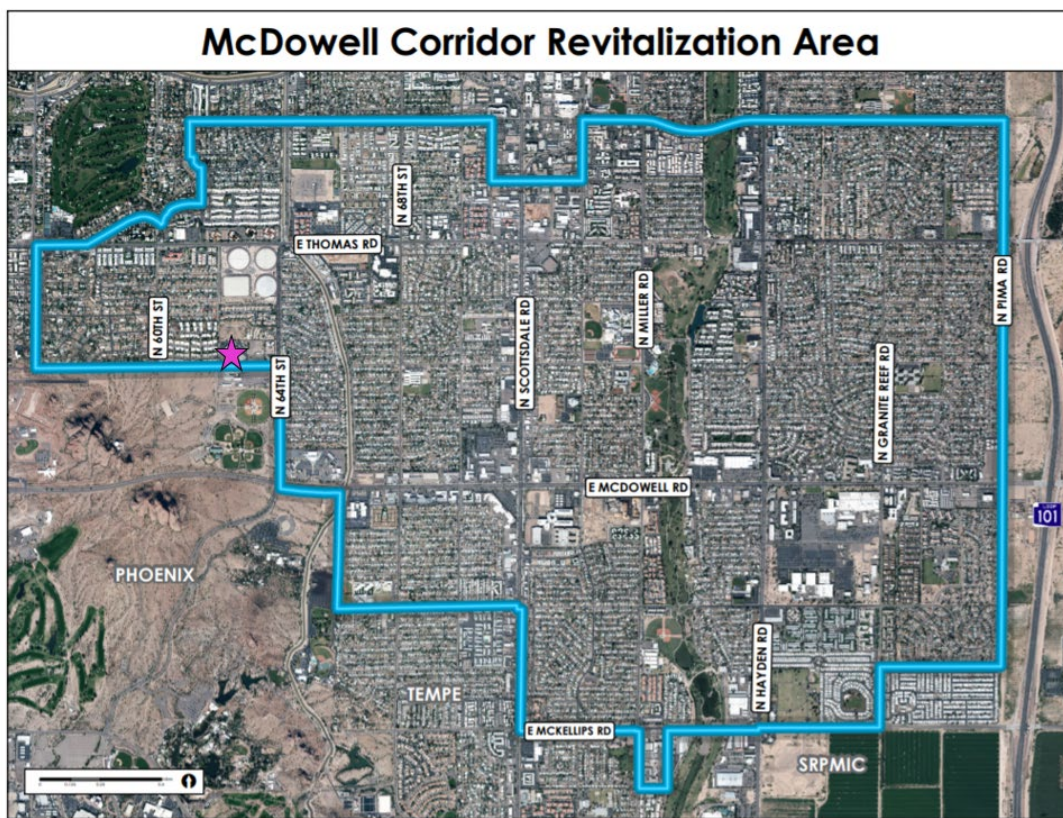 McDowell Corridor Revitalization Area
N 68TH ST
E THOMAS RD
N 60TH ST
N MILLER RD
N PIMA RD
N SCOTTSDALE RD
N 64TH ST
N GRANITE REEF RD
E MCDOWELL RD
101
PHOENIX
N HAYDEN RD
TEMPE
E MCKELLIPS RD
SRPMIC